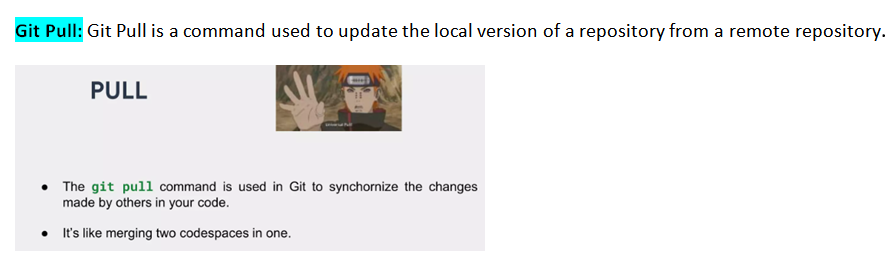 Git Pull: Git Pull is a command used to update the local version of a repository from a remote repository.
PULL
The git pull command is used in Git to synchornize the changes
made by others in your code.
It's like merging two codespaces in one.